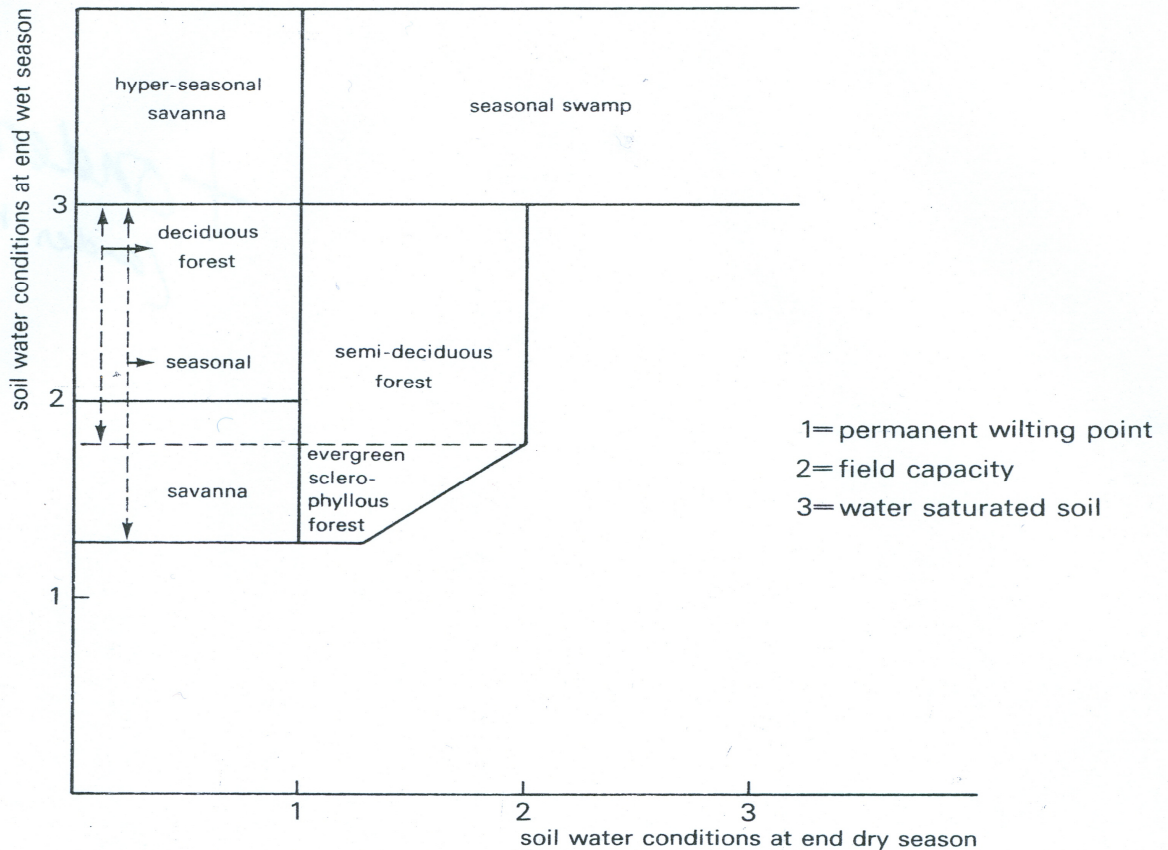 soil water conditions at end wet season
hyper-seasonal
savanna
seasonal swamp
3
deciduous
forest
seasonal
semi-deciduous
forest
2
evergreen
sclero-
phyllous
forest
savanna
1= permanent wilting point
2= field capacity
3= water saturated soil
1
1
2
3
soil water conditions at end dry season